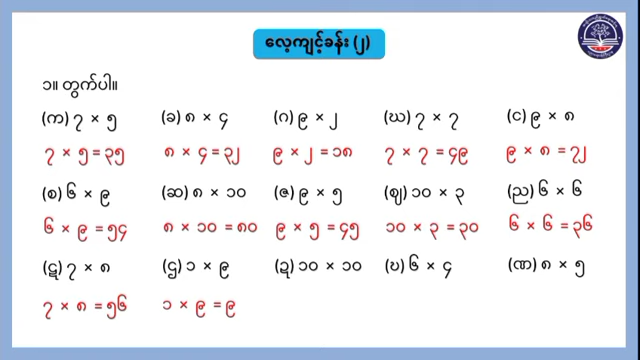 လေ့ကျင့်ခန်း (၂)
၁။ တွက်ပါ။
(က) ၇ × ၅ (ခ) ၈ × ၄ (ဂ) ၉ × ၂ (ဃ) ၇ × ၇ (င) ၉ × ၈
၇ × ၅ = ၃၅ ၈ × ၄ = ၃၂ ၉ × ၂ = ၁၈ ၇ × ၇ = ၄၉ ၉ × ၈ = ၇၂
(စ) ၆ × ၉ (ဆ) ၈ × ၁၀ (ဇ) ၉ × ၅ (ဈ) ၁၀ × ၃ (ည) ၆ × ၆
၆ × ၉ = ၅၄ ၈ × ၁၀ = ၈၀ ၉ × ၅ = ၄၅ ၁၀ × ၃ = ၃၀ ၆ × ၆ = ၃၆
(ဋ) ၇ × ၈ (ဌ) ၁ × ၉ (ဍ) ၁၀ × ၁၀ (ဎ) ၆ × ၄ (ဏ) ၈ × ၅
၇ × ၈ = ၅၆ ၁ × ၉ = ၉